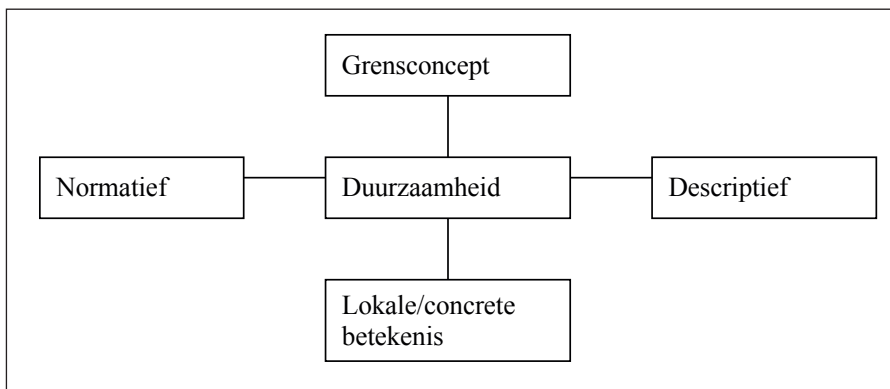 Grensconcept
Normatief
Duurzaamheid
Descriptief
Lokale/concrete
betekenis